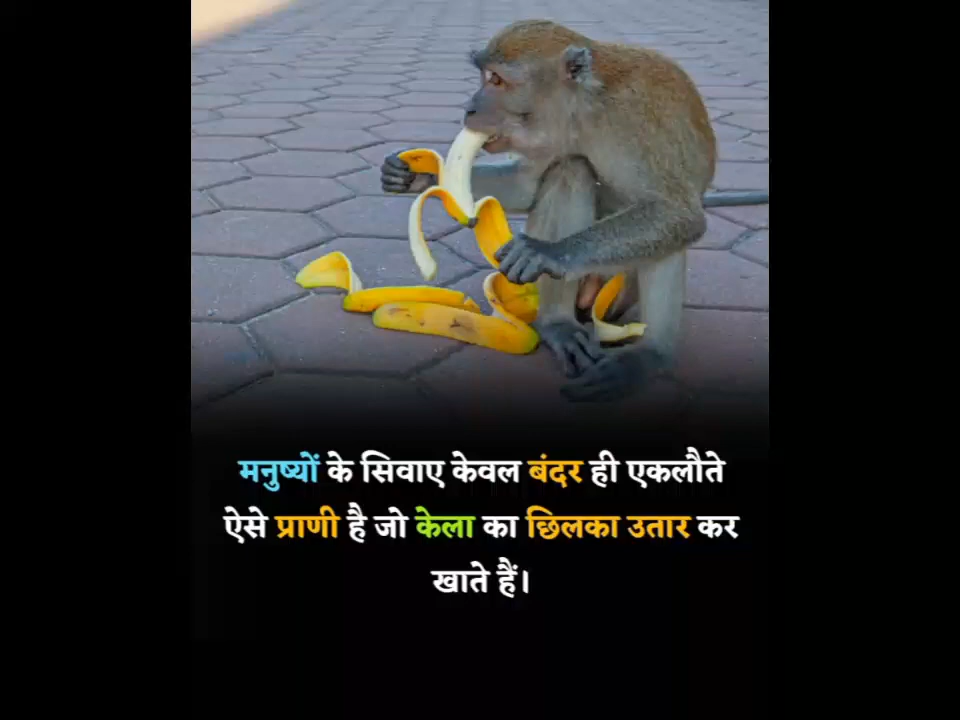 मनुष्यों के सिवाए केवल बंदर ही एकलौते
ऐसे प्राणी है जो केला का छिलका उतार कर
खाते हैं।